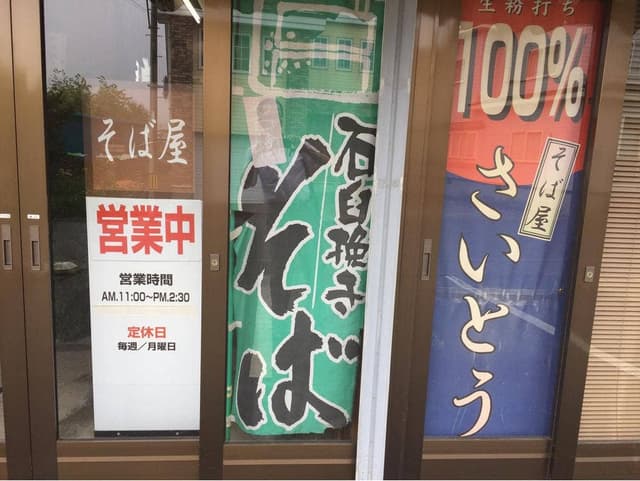 そば屋
営業中
営業時間
AM.11:00～PM.2:30
定休日
毎週／月曜日
石臼挽き
そば
生粉打ち
100%
そば屋
さいとう